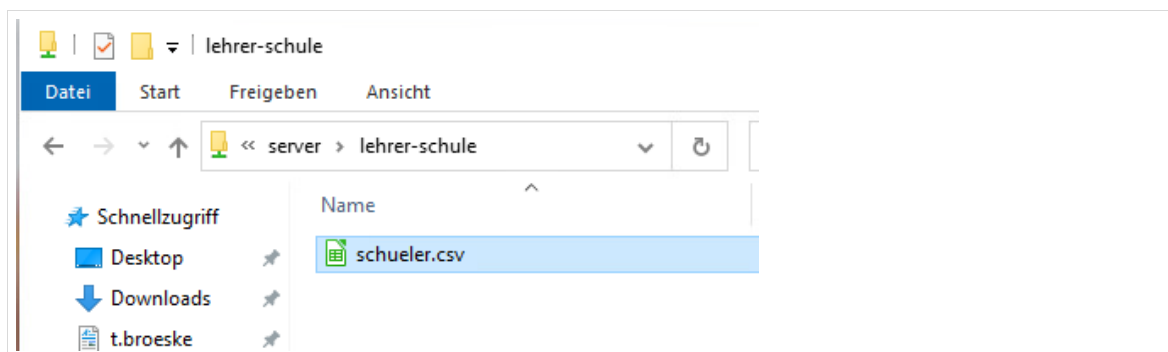 lehrer-schule
Datei Start Freigeben Ansicht
« server › lehrer-schule
Name
Schnellzugriff
schueler.csv
Desktop
Downloads
t.broeske